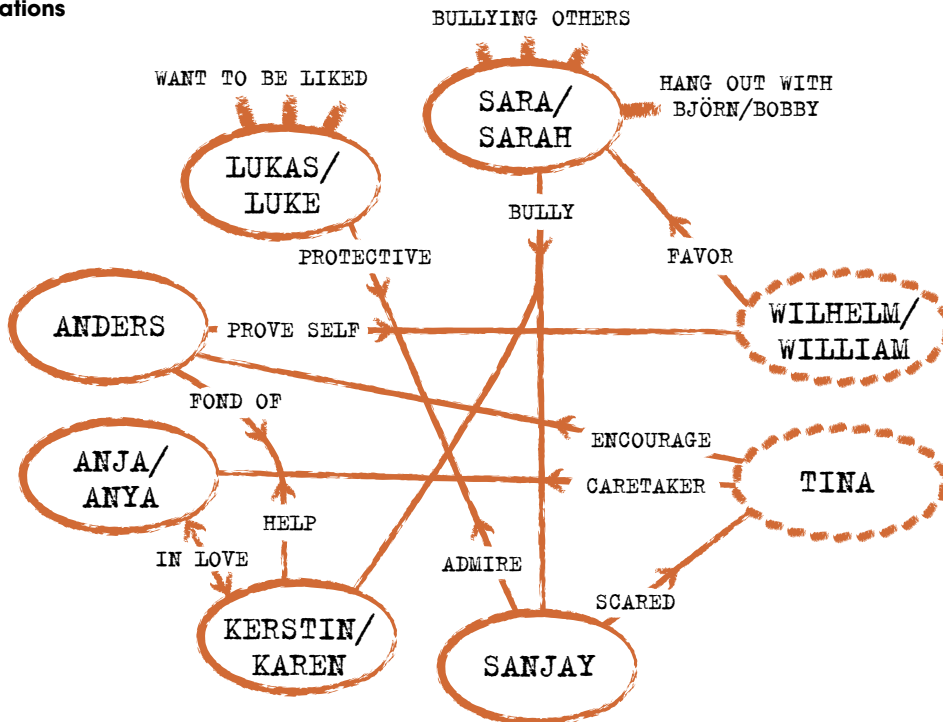 ations
BULLYING OTHERS
WANT TO BE LIKED
HANG OUT WITH
BJÖRN/BOBBY
SARA/
SARAH
LUKAS/
LUKE
BULLY
PROTECTIVE
FAVOR
ANDERS
PROVE SELF
WILHELM/
WILLIAM
FOND OF
ENCOURAGE
ANJA/
ANYA
CARETAKER
TINA
HELP
IN LOVE
ADMIRE
SCARED
KERSTIN/
KAREN
SANJAY